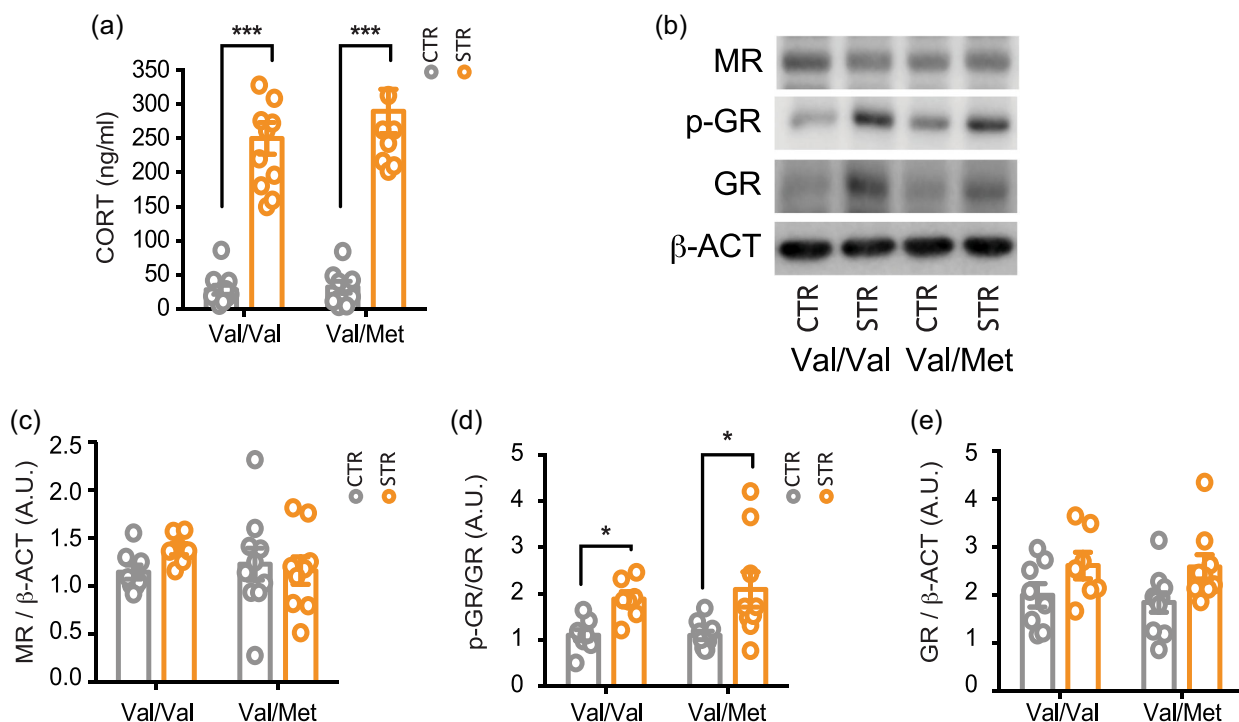 (a)
*** ***
CTR
STR
CORT (ng/ml)
350
300
250
200
150
100
50
0
Val/Val Val/Met
(b)
MR
p-GR
GR
β-ACT
CTR STR CTR STR
Val/Val Val/Met
(c)
MR / β-ACT (A.U.)
2.5
2.0
1.5
1.0
0.5
0.0
Val/Val Val/Met
CTR
STR
(d)
* *
p-GR/GR (A.U.)
5
4
3
2
1
0
Val/Val Val/Met
CTR
STR
(e)
GR / β-ACT (A.U.)
5
4
3
2
1
0
Val/Val Val/Met